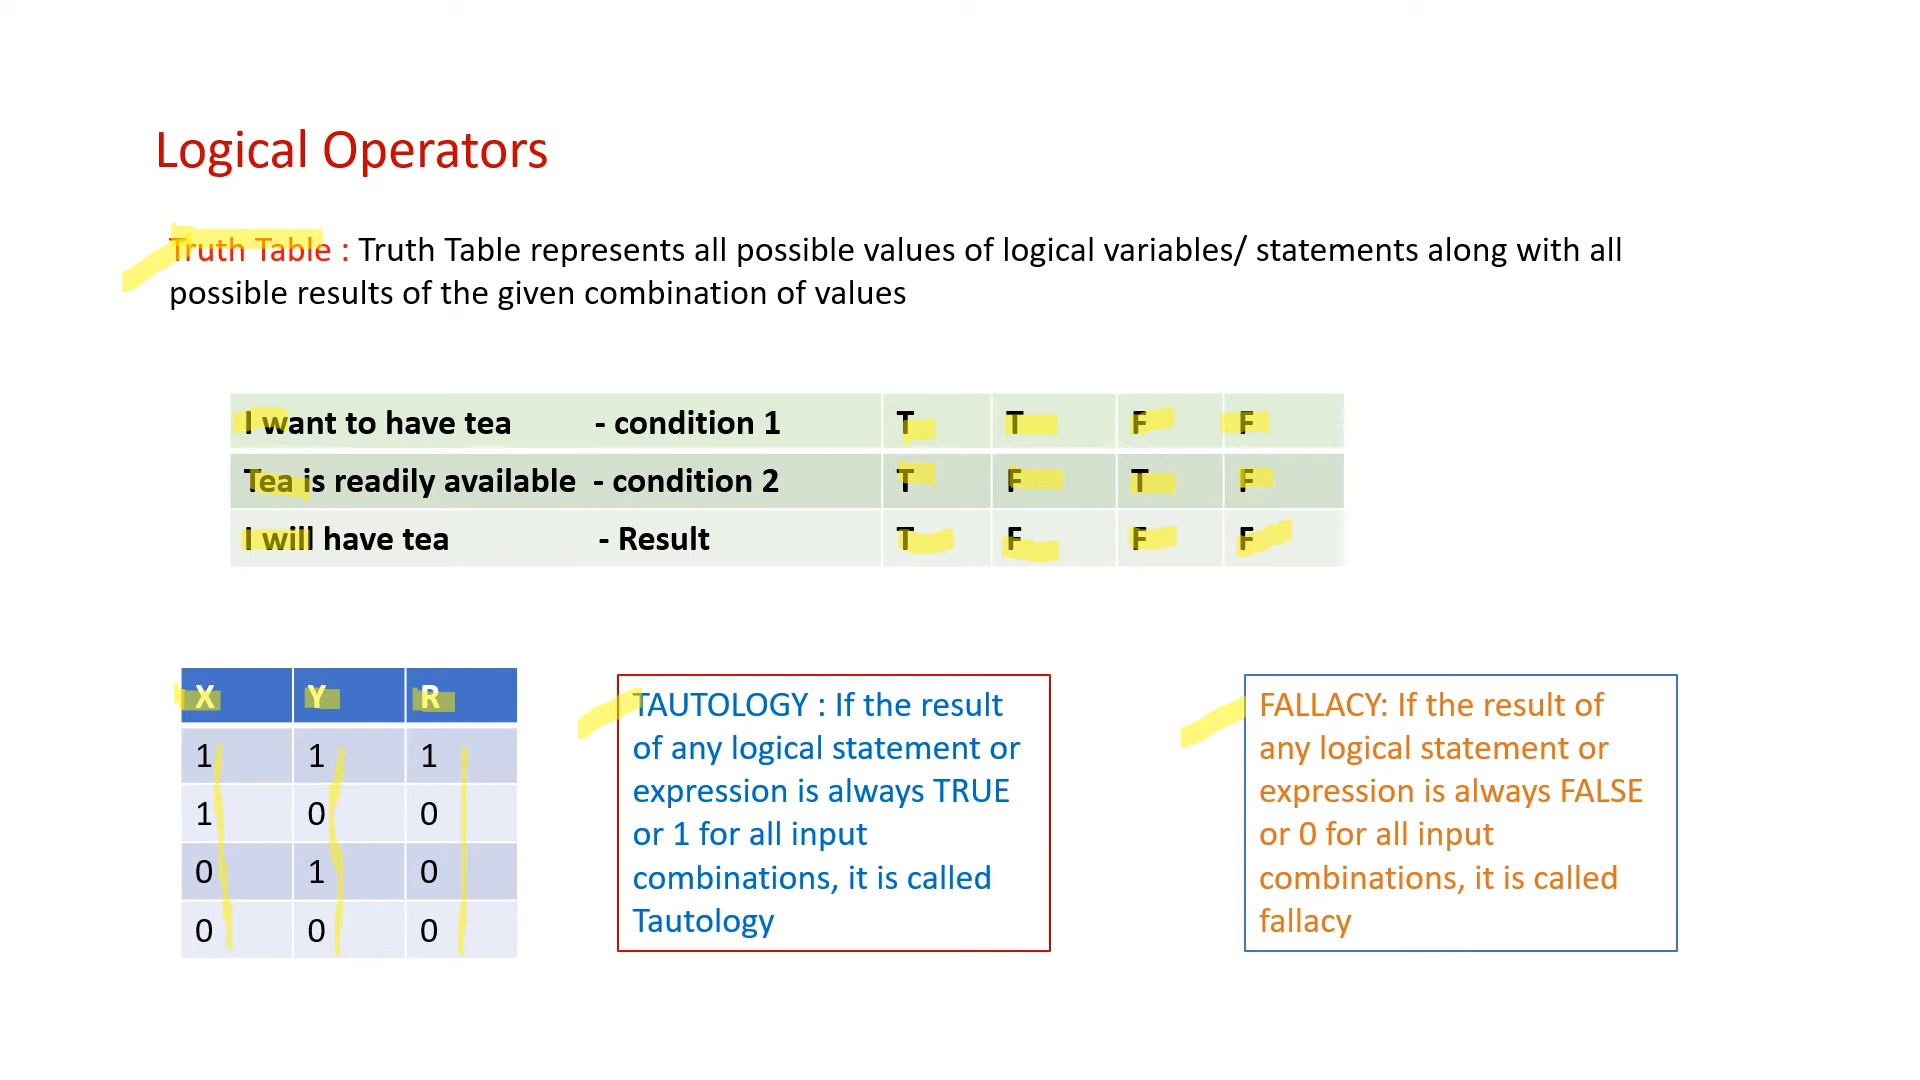 Logical Operators
Truth Table : Truth Table represents all possible values of logical variables/ statements along with all
possible results of the given combination of values
I want to have tea - condition 1 T T F F
Tea is readily available - condition 2 T F T F
I will have tea - Result T F F F
X Y R
1 1 1
1 0 0
0 1 0
0 0 0
TAUTOLOGY : If the result
of any logical statement or
expression is always TRUE
or 1 for all input
combinations, it is called
Tautology
FALLACY: If the result of
any logical statement or
expression is always FALSE
or 0 for all input
combinations, it is called
fallacy